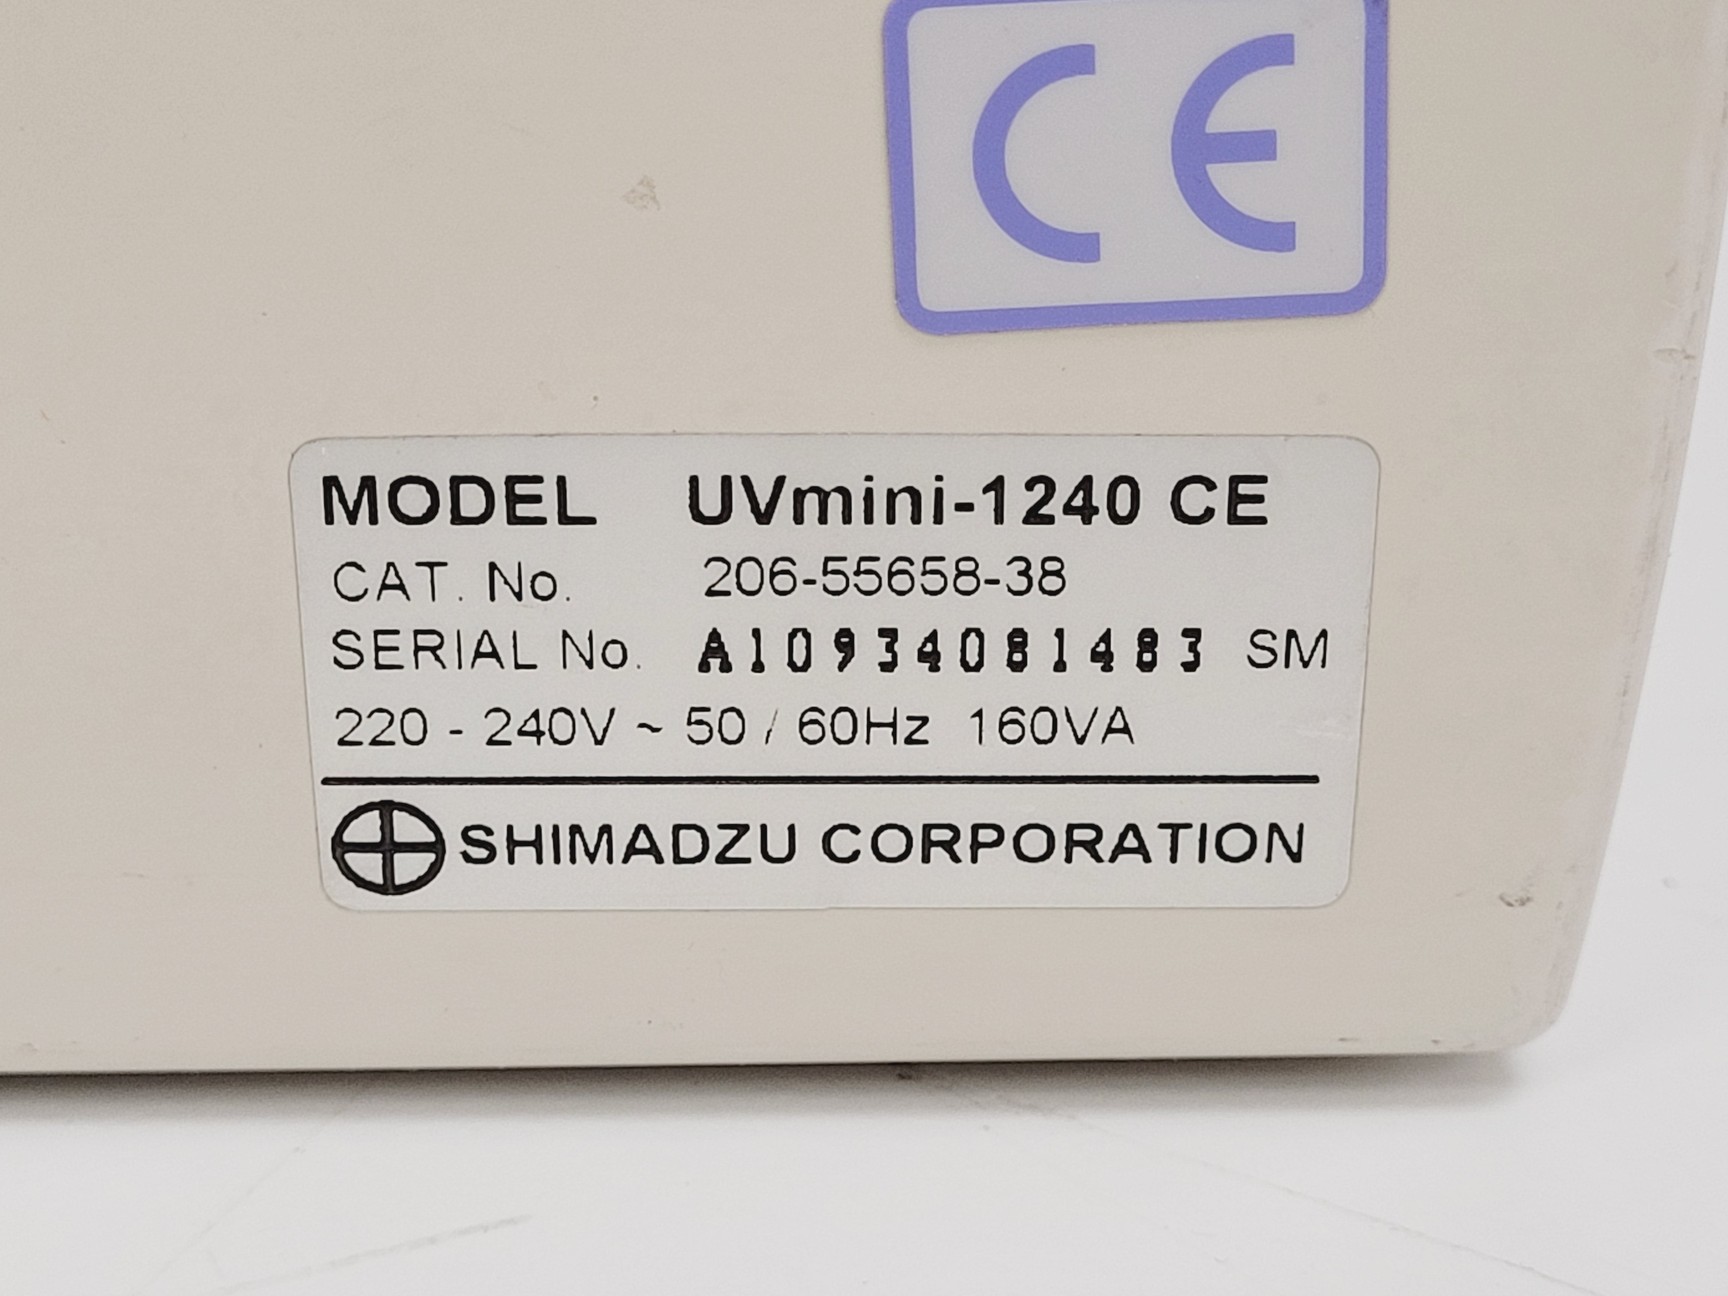 CE
MODEL UVmini-1240 CE
CAT. No. 206-55658-38
SERIAL No. A10934081483 SM
220 - 240V ~ 50 / 60Hz 160VA
SHIMADZU CORPORATION